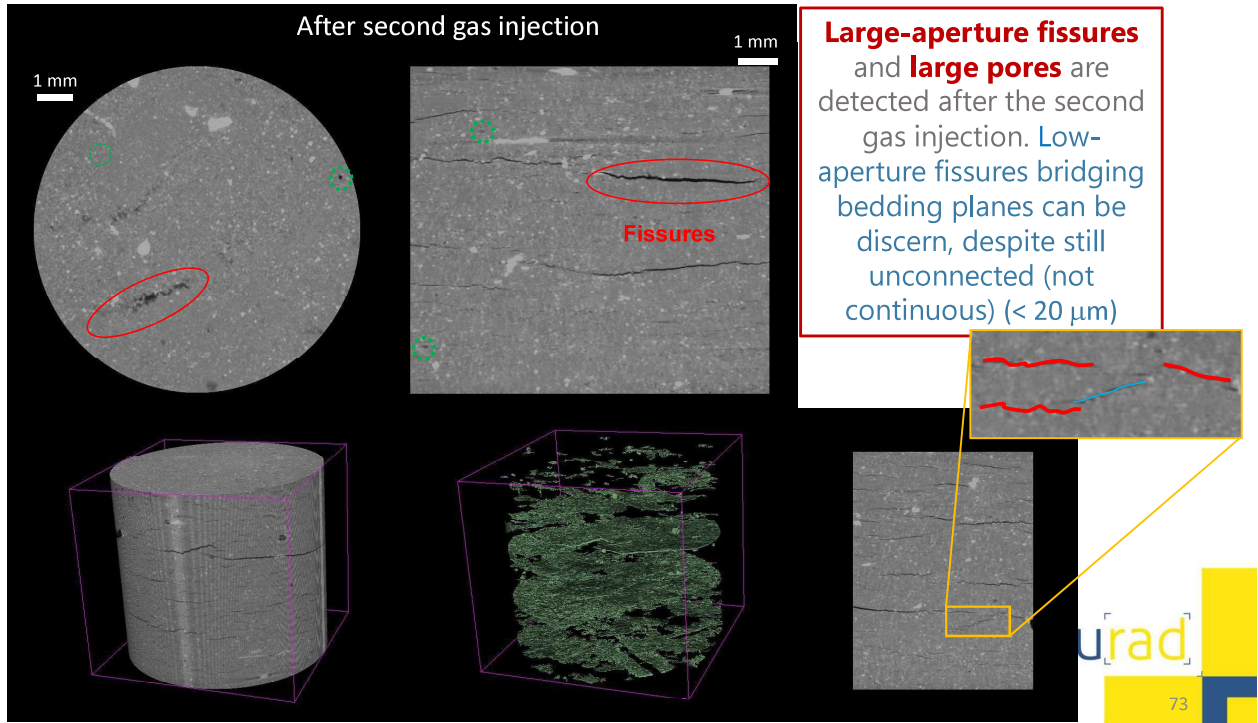 After second gas injection
1 mm
1 mm
Fissures
Large-aperture fissures
and large pores are
detected after the second
gas injection. Low-
aperture fissures bridging
bedding planes can be
discern, despite still
unconnected (not
continuous) (< 20 μm)
urad
73